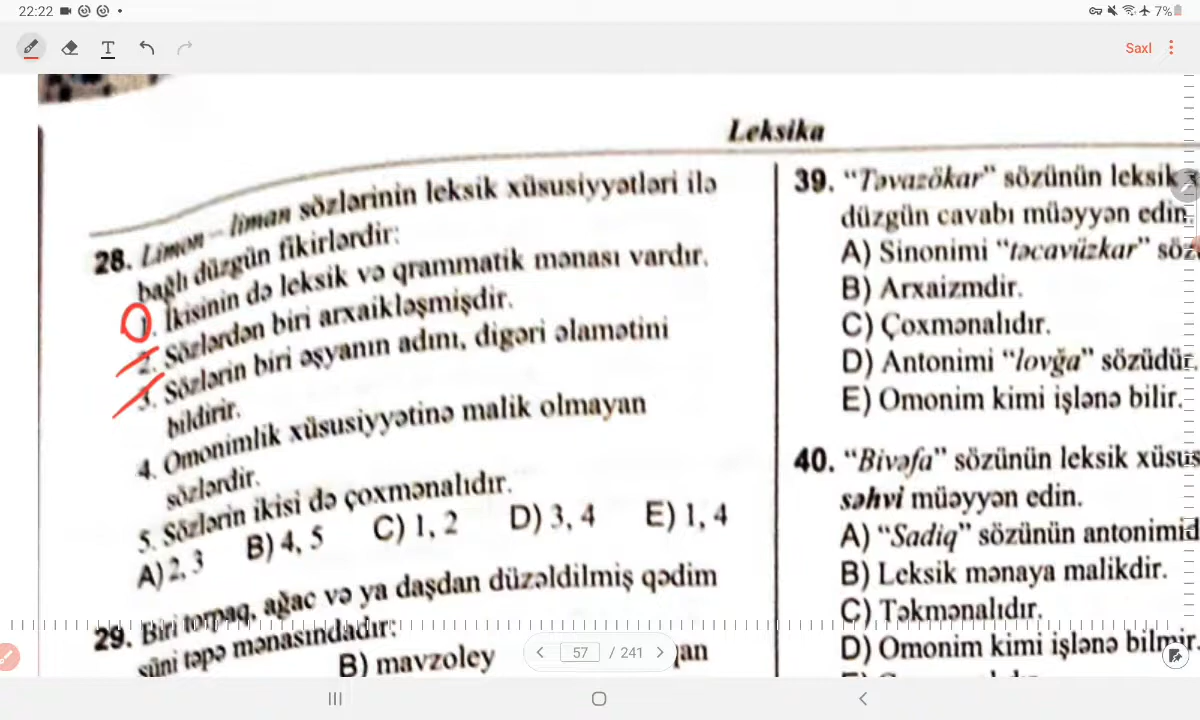 22:22
7%
T
Saxl
Leksika
28. Limon – liman sözlərinin leksik xüsusiyyətləri ilə
bağlı düzgün fikirlərdir:
1. İkisinin də leksik və qrammatik mənası vardır.
2. Sözlərdən biri arxaikləşmişdir.
3. Sözlərin biri əşyanın adını, digəri əlamətini
bildirir.
4. Omonimlik xüsusiyyətinə malik olmayan
sözlərdir.
5. Sözlərin ikisi də çoxmənalıdır.
A) 2, 3 B) 4, 5 C) 1, 2 D) 3, 4 E) 1, 4
29. Biri torpaq, ağac və ya daşdan düzəldilmiş qədim
süni təpə mənasındadır:
B) mavzoley
39. “Təvazökar” sözünün leksik
düzgün cavabı müəyyən edin.
A) Sinonimi “təcavüzkar” söz
B) Arxaizmdir.
C) Çoxmənalıdır.
D) Antonimi “lovğa” sözüdür.
E) Omonim kimi işlənə bilir.
40. “Bivəfa” sözünün leksik xüsus
səhvi müəyyən edin.
A) “Sadiq” sözünün antonimid
B) Leksik mənaya malikdir.
C) Təkmənalıdır.
D) Omonim kimi işlənə bilmir.
57 / 241